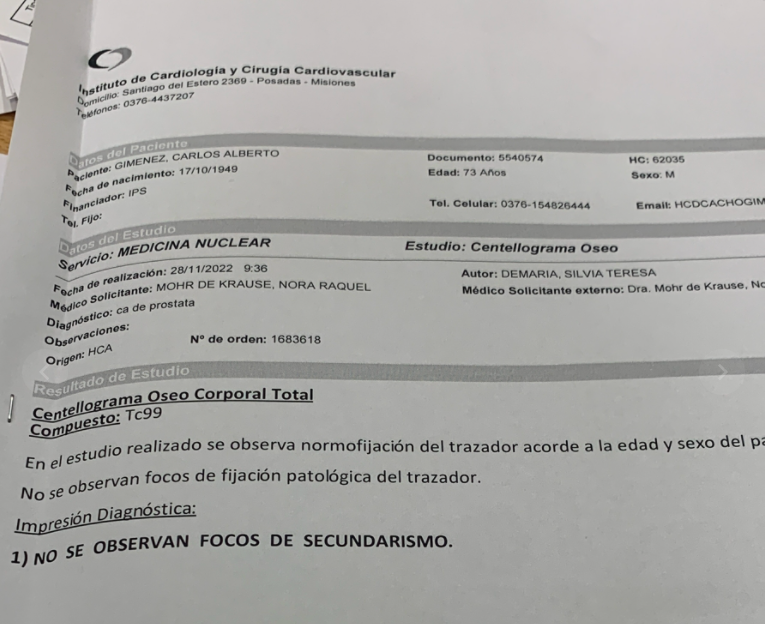 Instituto de Cardiología y Cirugía Cardiovascular
Domicilio: Santiago del Estero 2369 - Posadas - Misiones
Teléfonos: 0376-4437207
Datos del Paciente
Paciente: GIMENEZ, CARLOS ALBERTO Documento: 5540574 HC: 62035
Fecha de nacimiento: 17/10/1949 Edad: 73 Años Sexo: M
Financiador: IPS Tel. Celular: 0376-154826444 Email: HCDCACHOGIM
Tel. Fijo:
Datos del Estudio
Servicio: MEDICINA NUCLEAR Estudio: Centellograma Oseo
Fecha de realización: 28/11/2022 9:36 Autor: DEMARIA, SILVIA TERESA
Médico Solicitante: MOHR DE KRAUSE, NORA RAQUEL Médico Solicitante externo: Dra. Mohr de Krause, No
Diagnóstico: ca de prostata
Observaciones:
Origen: HCA Nº de orden: 1683618
Resultado de Estudio
Centellograma Oseo Corporal Total
Compuesto: Tc99
En el estudio realizado se observa normofijación del trazador acorde a la edad y sexo del pa
No se observan focos de fijación patológica del trazador.
Impresión Diagnóstica:
1) NO SE OBSERVAN FOCOS DE SECUNDARISMO.